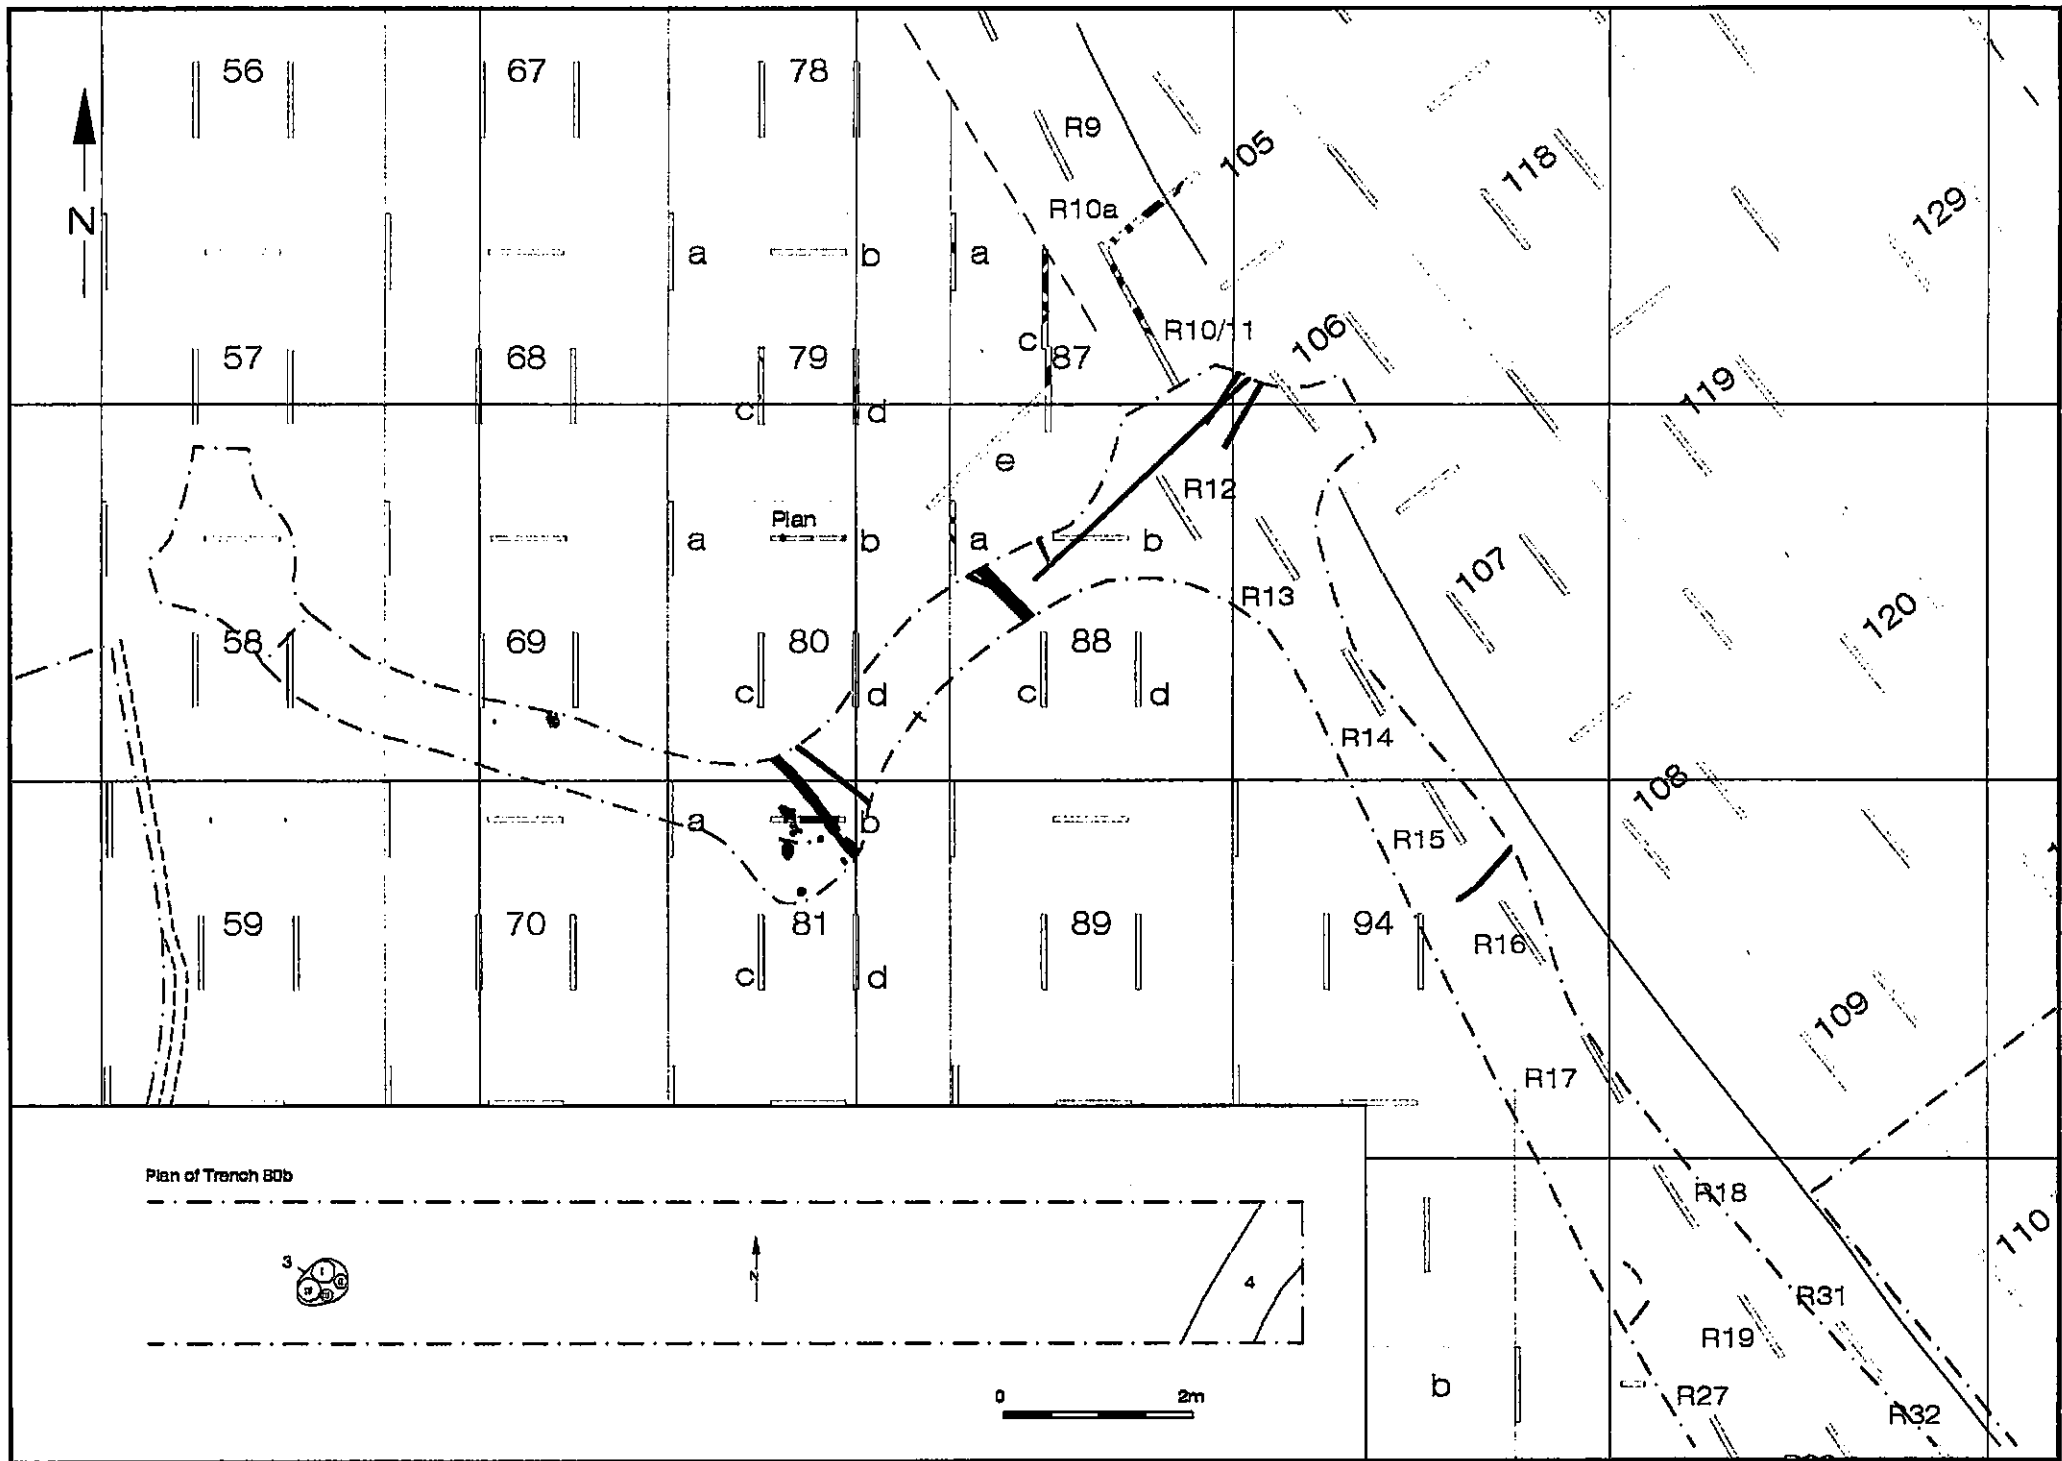 56 67 78
R9
105
118
129
N
R10a
a b a
R10/11
106
c
57 68 79 87
119
c d
e
R12
Plan
a b a b
107
R13
120
58 69 80 88
c d c d
R14
108
a b
R15
59 70 81 89 94
R16
c d
109
R17
Plan of Trench 80b
R18
110
3
N
4
R31
R19
b
0 2m
R27
R32